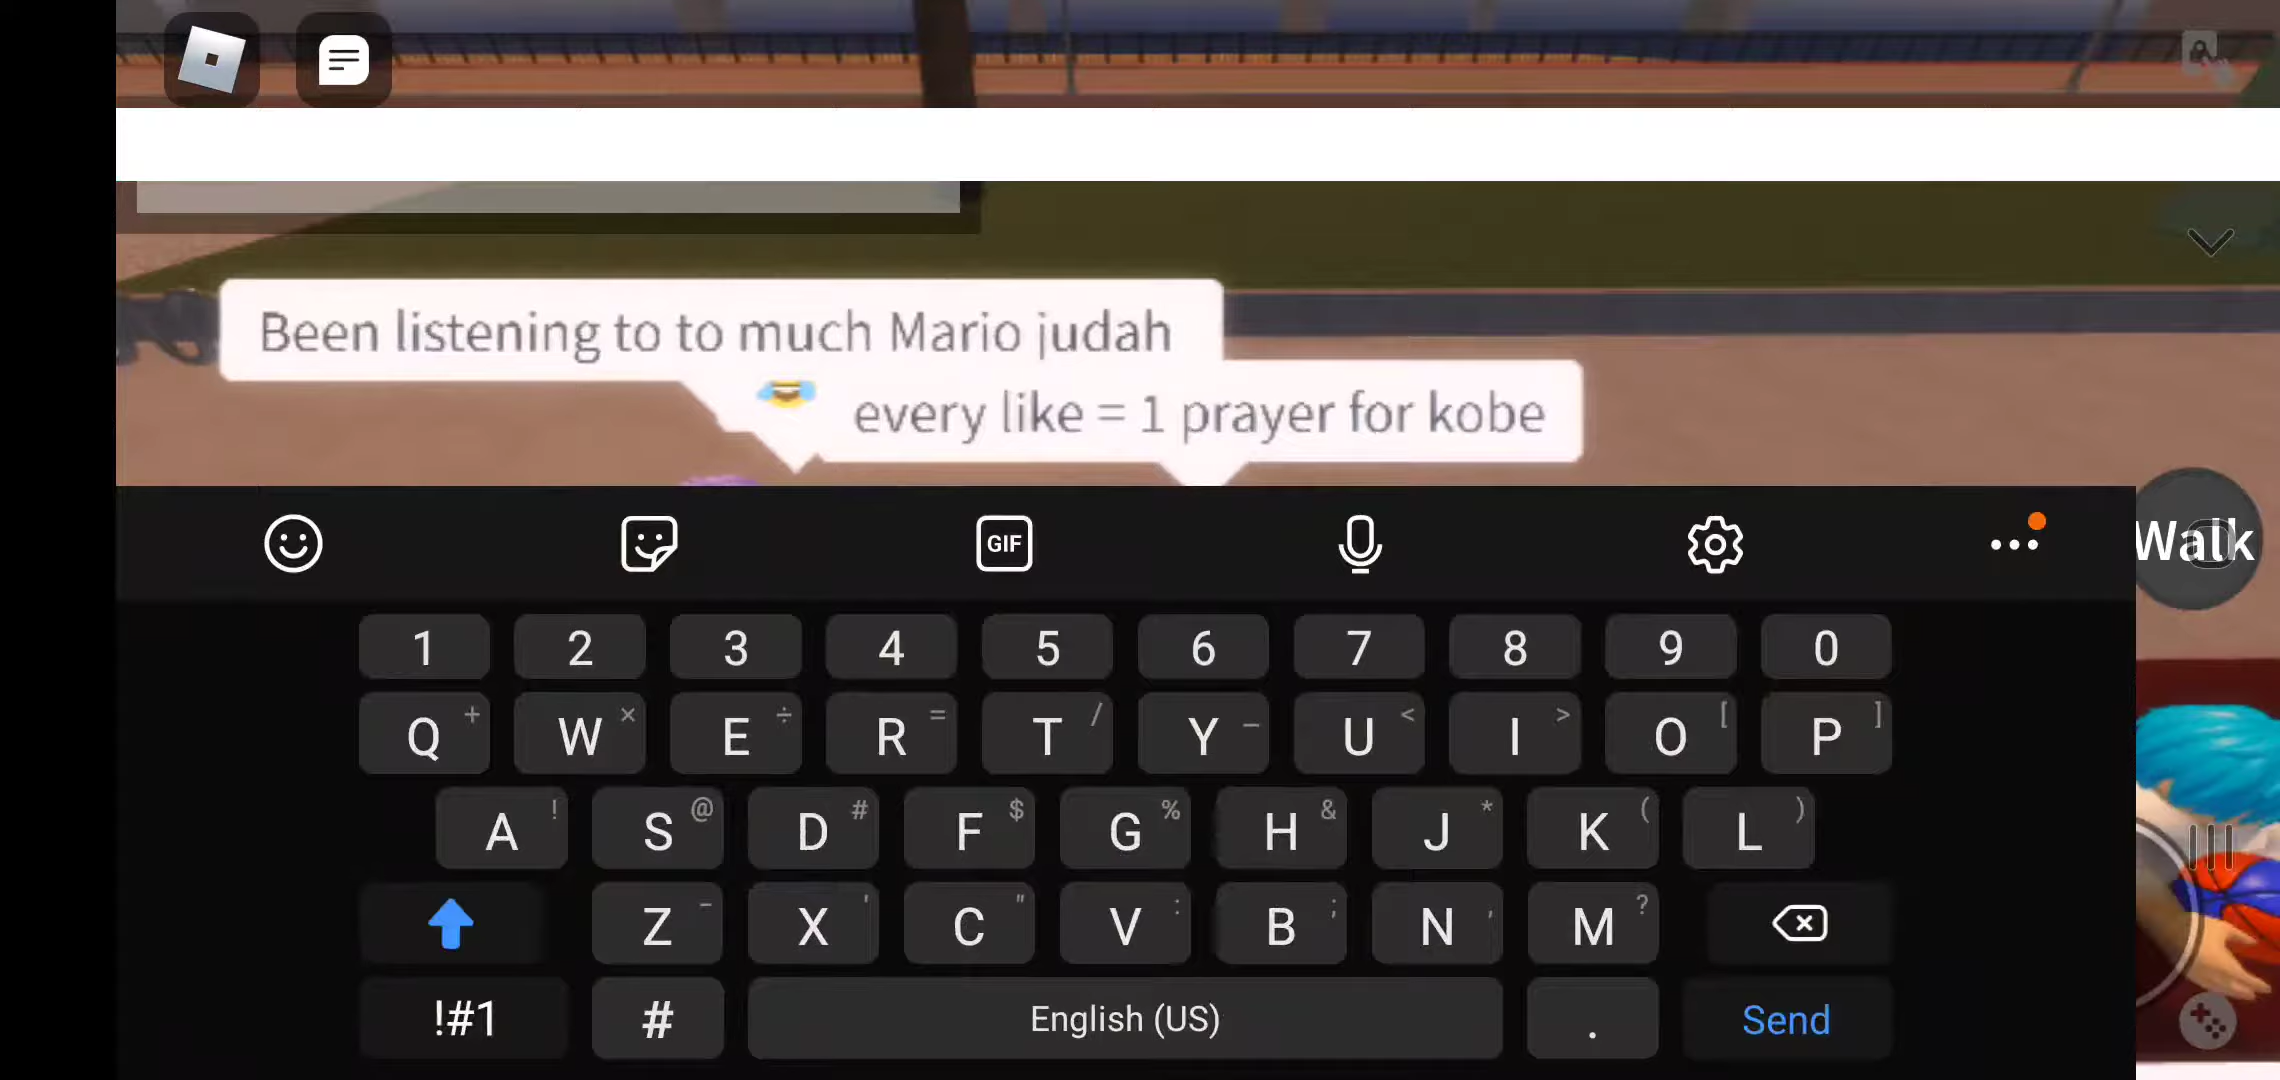 Been listening to to much Mario judah
😂 every like = 1 prayer for kobe
GIF
Walk
1 2 3 4 5 6 7 8 9 0
Q + W × E ÷ R = T / Y _ U < I > O [ P ]
A ! S @ D # F $ G % H & J * K ( L )
Z - X ' C " V : B ; N , M ?
!#1 # English (US) . Send